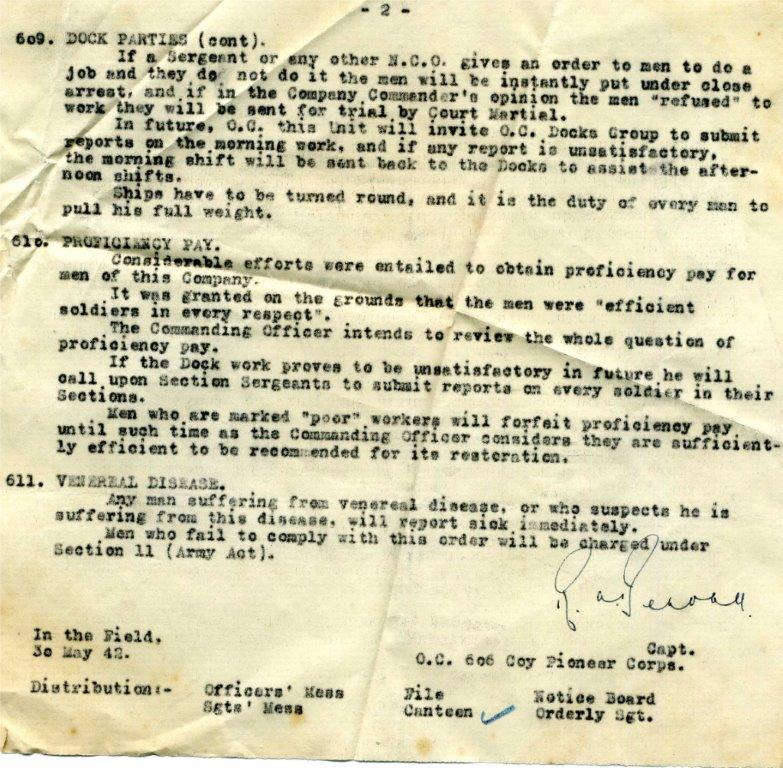 - 2 -
609. DOCK PARTIES (cont).
If a Sergeant or any other N.C.O. gives an order to men to do a
job and they do not do it the men will be instantly put under close
arrest, and if in the Company Commander's opinion the men "refused" to
work they will be sent for trial by Court Martial.
In future, O.C. this Unit will invite O.C. Docks Group to submit
reports on the morning work, and if any report is unsatisfactory,
the morning shift will be sent back to the Docks to assist the after-
noon shifts.
Ships have to be turned round, and it is the duty of every man to
pull his full weight.
610. PROFICIENCY PAY.
Considerable efforts were entailed to obtain proficiency pay for
men of this Company.
It was granted on the grounds that the men were "efficient
soldiers in every respect".
The Commanding Officer intends to review the whole question of
proficiency pay.
If the Dock work proves to be unsatisfactory in future he will
call upon Section Sergeants to submit reports on every soldier in their
Sections.
Men who are marked "poor" workers will forfeit proficiency pay
until such time as the Commanding Officer considers they are sufficient-
ly efficient to be recommended for its restoration.
611. VENEREAL DISEASE.
Any man suffering from venereal disease, or who suspects he is
suffering from this disease, will report sick immediately.
Men who fail to comply with this order will be charged under
Section 11 (Army Act).
In the Field,
30 May 42.
Capt.
O.C. 606 Coy Pioneer Corps.
Distribution:- Officers' Mess File Notice Board
Sgts' Mess Canteen Orderly Sgt.